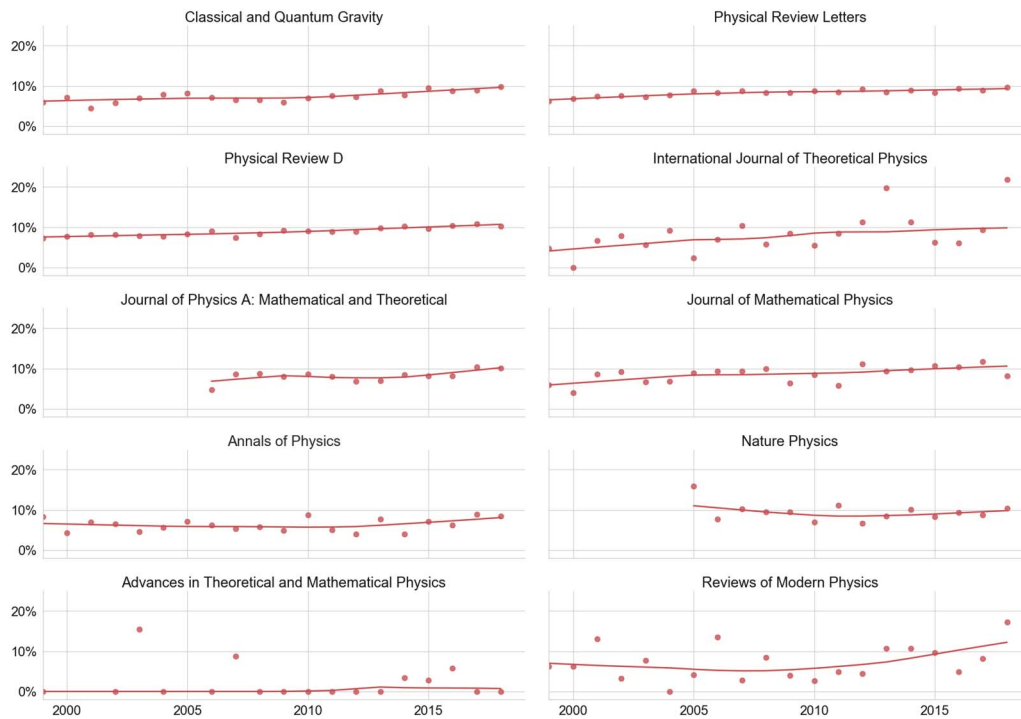 Classical and Quantum Gravity
Physical Review Letters
20%
10%
0%
Physical Review D
International Journal of Theoretical Physics
20%
10%
0%
Journal of Physics A: Mathematical and Theoretical
Journal of Mathematical Physics
20%
10%
0%
Annals of Physics
Nature Physics
20%
10%
0%
Advances in Theoretical and Mathematical Physics
Reviews of Modern Physics
20%
10%
0%
2000 2005 2010 2015
2000 2005 2010 2015